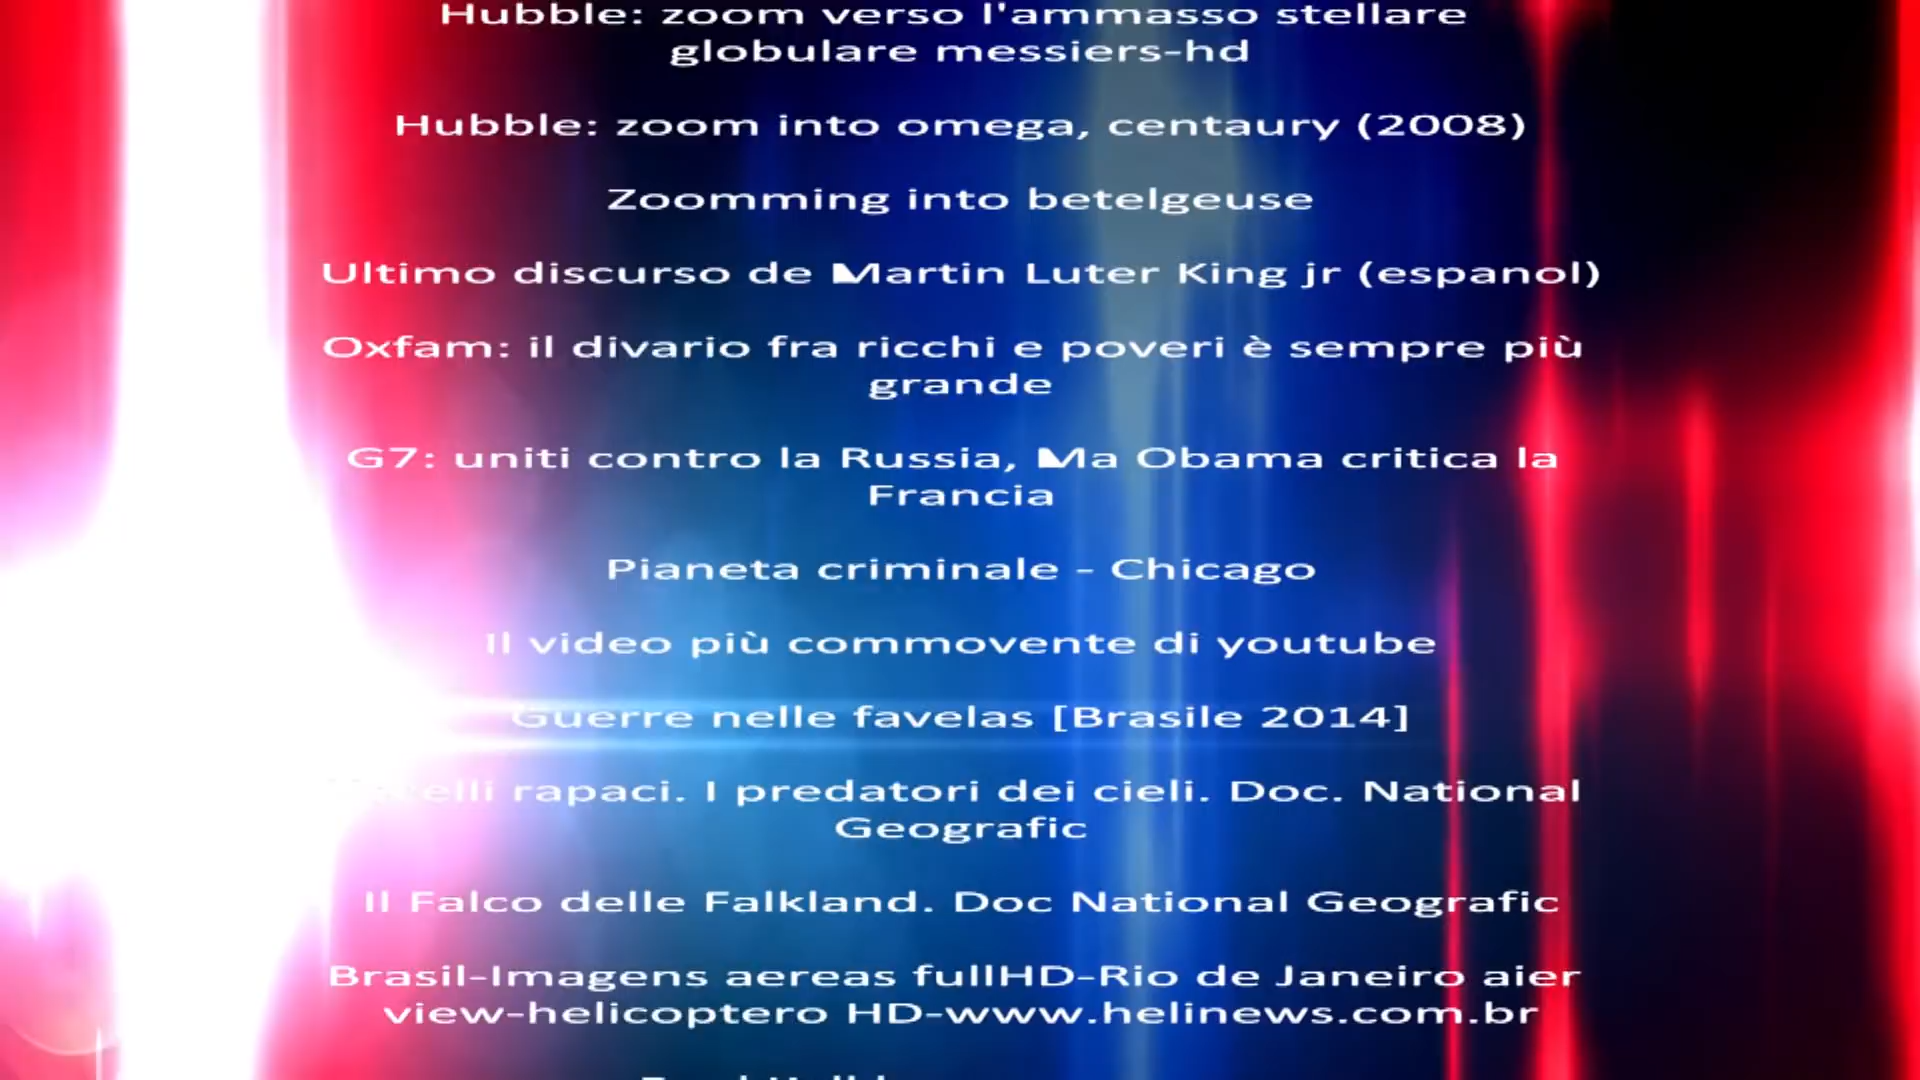 Hubble: zoom verso l'ammasso stellare
globulare messiers-hd
Hubble: zoom into omega, centaury (2008)
Zoomming into betelgeuse
Ultimo discurso de Martin Luter King jr (espanol)
Oxfam: il divario fra ricchi e poveri è sempre più
grande
G7: uniti contro la Russia, Ma Obama critica la
Francia
Pianeta criminale - Chicago
Il video più commovente di youtube
Guerre nelle favelas [Brasile 2014]
rapaci. I predatori dei cieli. Doc. National
Geografic
Il Falco delle Falkland. Doc National Geografic
Brasil-Imagens aereas fullHD-Rio de Janeiro aier
view-helicoptero HD-www.helinews.com.br